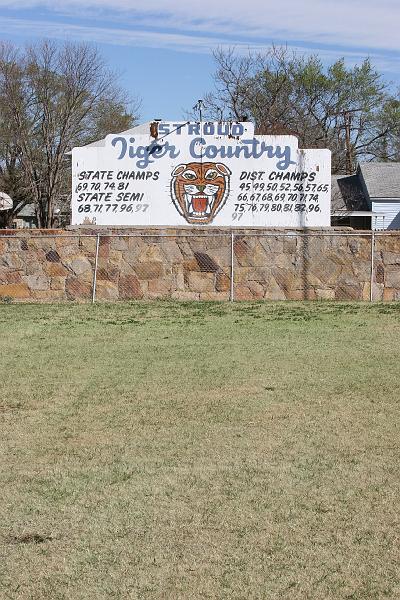 STROUD
Tiger Country
STATE CHAMPS
69, 70, 74, 81
STATE SEMI
68, 71, 77, 96, 97
DIST. CHAMPS
45, 49, 50, 52, 56, 57, 65,
66, 67, 68, 69, 70, 71, 74,
75, 76, 79, 80, 81, 82, 96,
97